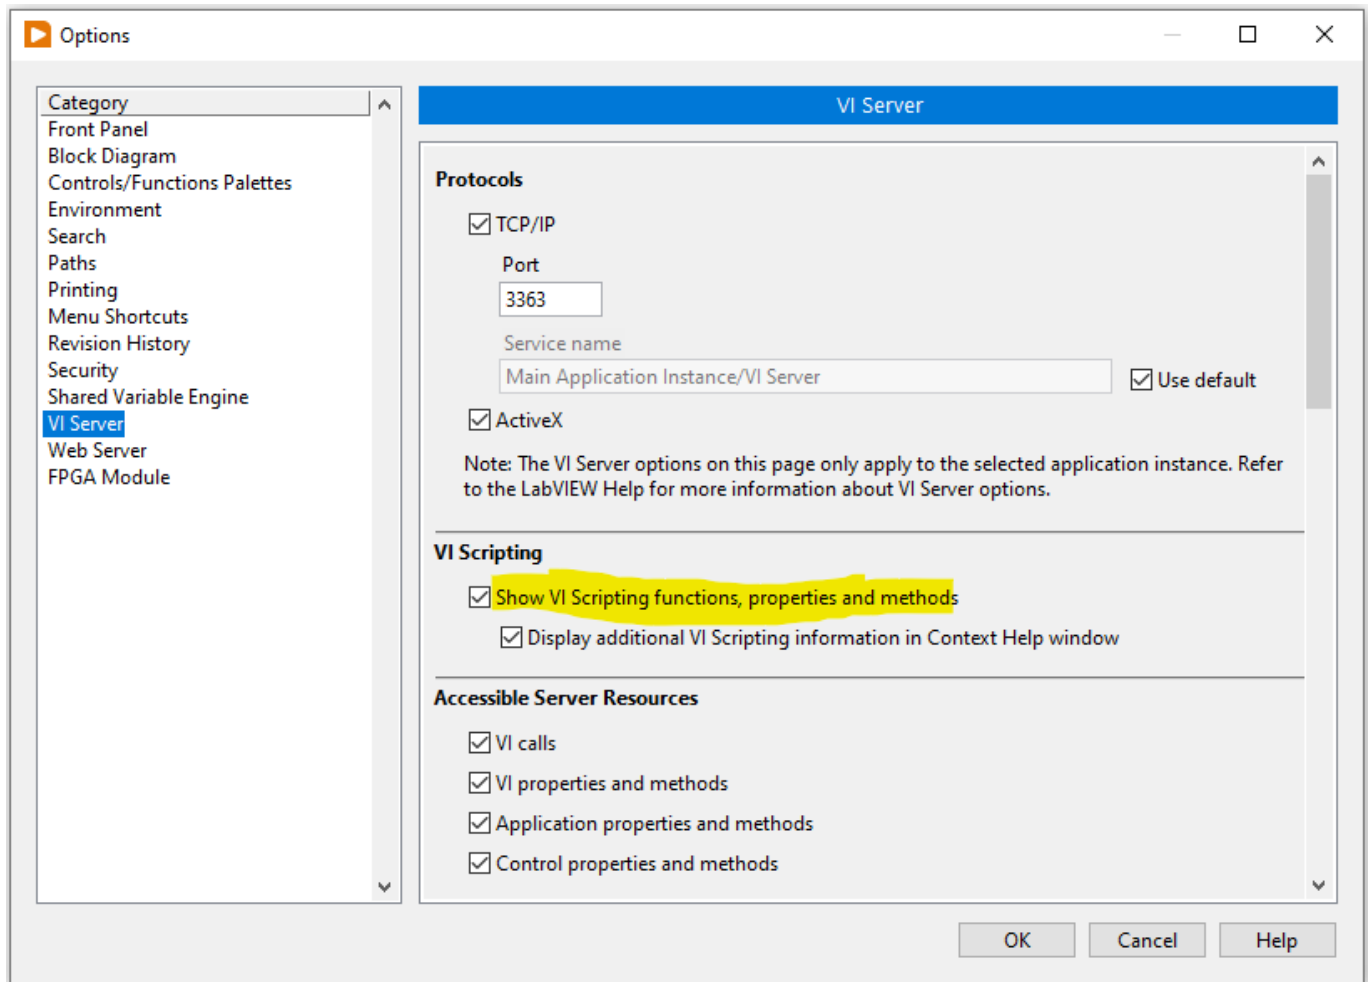 Options
Category
Front Panel
Block Diagram
Controls/Functions Palettes
Environment
Search
Paths
Printing
Menu Shortcuts
Revision History
Security
Shared Variable Engine
VI Server
Web Server
FPGA Module
VI Server
Protocols
TCP/IP
Port
3363
Service name
Main Application Instance/VI Server
Use default
ActiveX
Note: The VI Server options on this page only apply to the selected application instance. Refer
to the LabVIEW Help for more information about VI Server options.
VI Scripting
Show VI Scripting functions, properties and methods
Display additional VI Scripting information in Context Help window
Accessible Server Resources
VI calls
VI properties and methods
Application properties and methods
Control properties and methods
OK
Cancel
Help